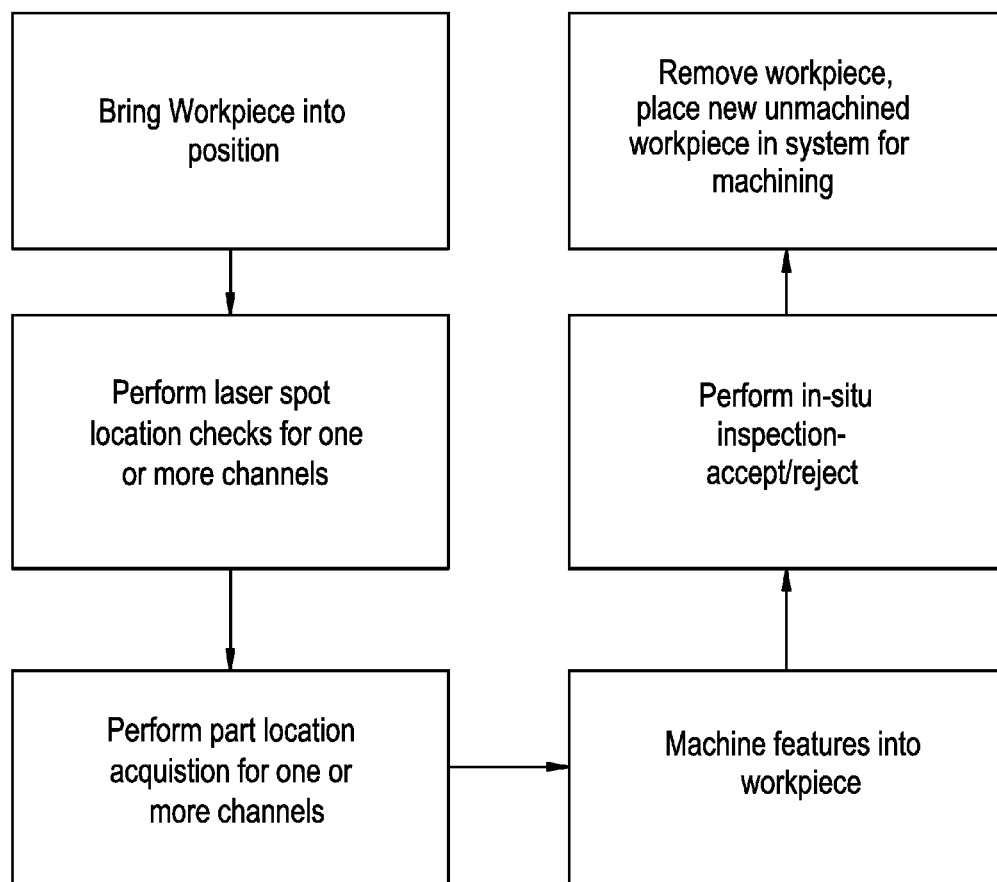 Bring Workpiece into
position
Perform laser spot
location checks for one
or more channels
Perform part location
acquistion for one or
more channels
Machine features into
workpiece
Perform in-situ
inspection-
accept/reject
Remove workpiece,
place new unmachined
workpiece in system for
machining